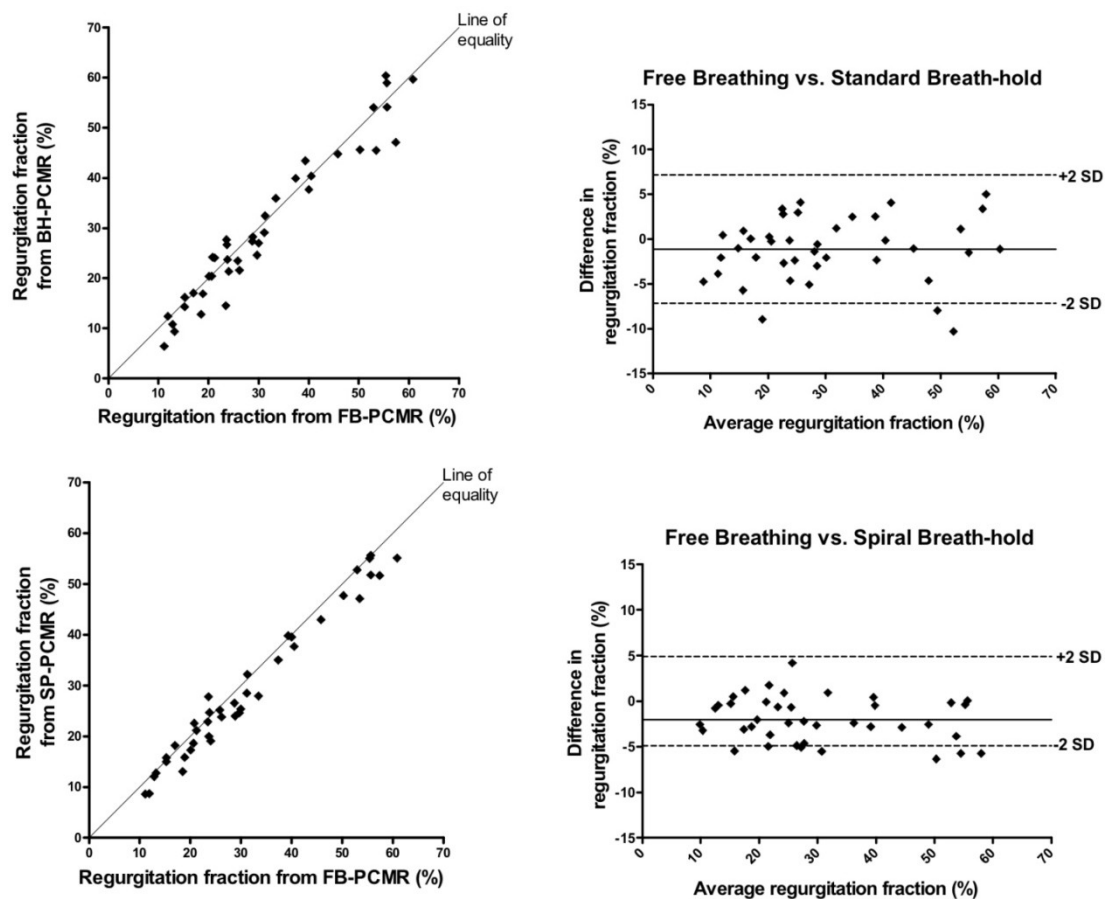 Line of
equality
Regurgitation fraction
from BH-PCMR (%)
70
60
50
40
30
20
10
0
0 10 20 30 40 50 60 70
Regurgitation fraction from FB-PCMR (%)
Free Breathing vs. Standard Breath-hold
Difference in
regurgitation fraction (%)
15
10
5
0
-5
-10
-15
+2 SD
-2 SD
0 10 20 30 40 50 60 70
Average regurgitation fraction (%)
Line of
equality
Regurgitation fraction
from SP-PCMR (%)
70
60
50
40
30
20
10
0
0 10 20 30 40 50 60 70
Regurgitation fraction from FB-PCMR (%)
Free Breathing vs. Spiral Breath-hold
Difference in
regurgitation fraction (%)
15
10
5
0
-5
-10
-15
+2 SD
-2 SD
0 10 20 30 40 50 60 70
Average regurgitation fraction (%)